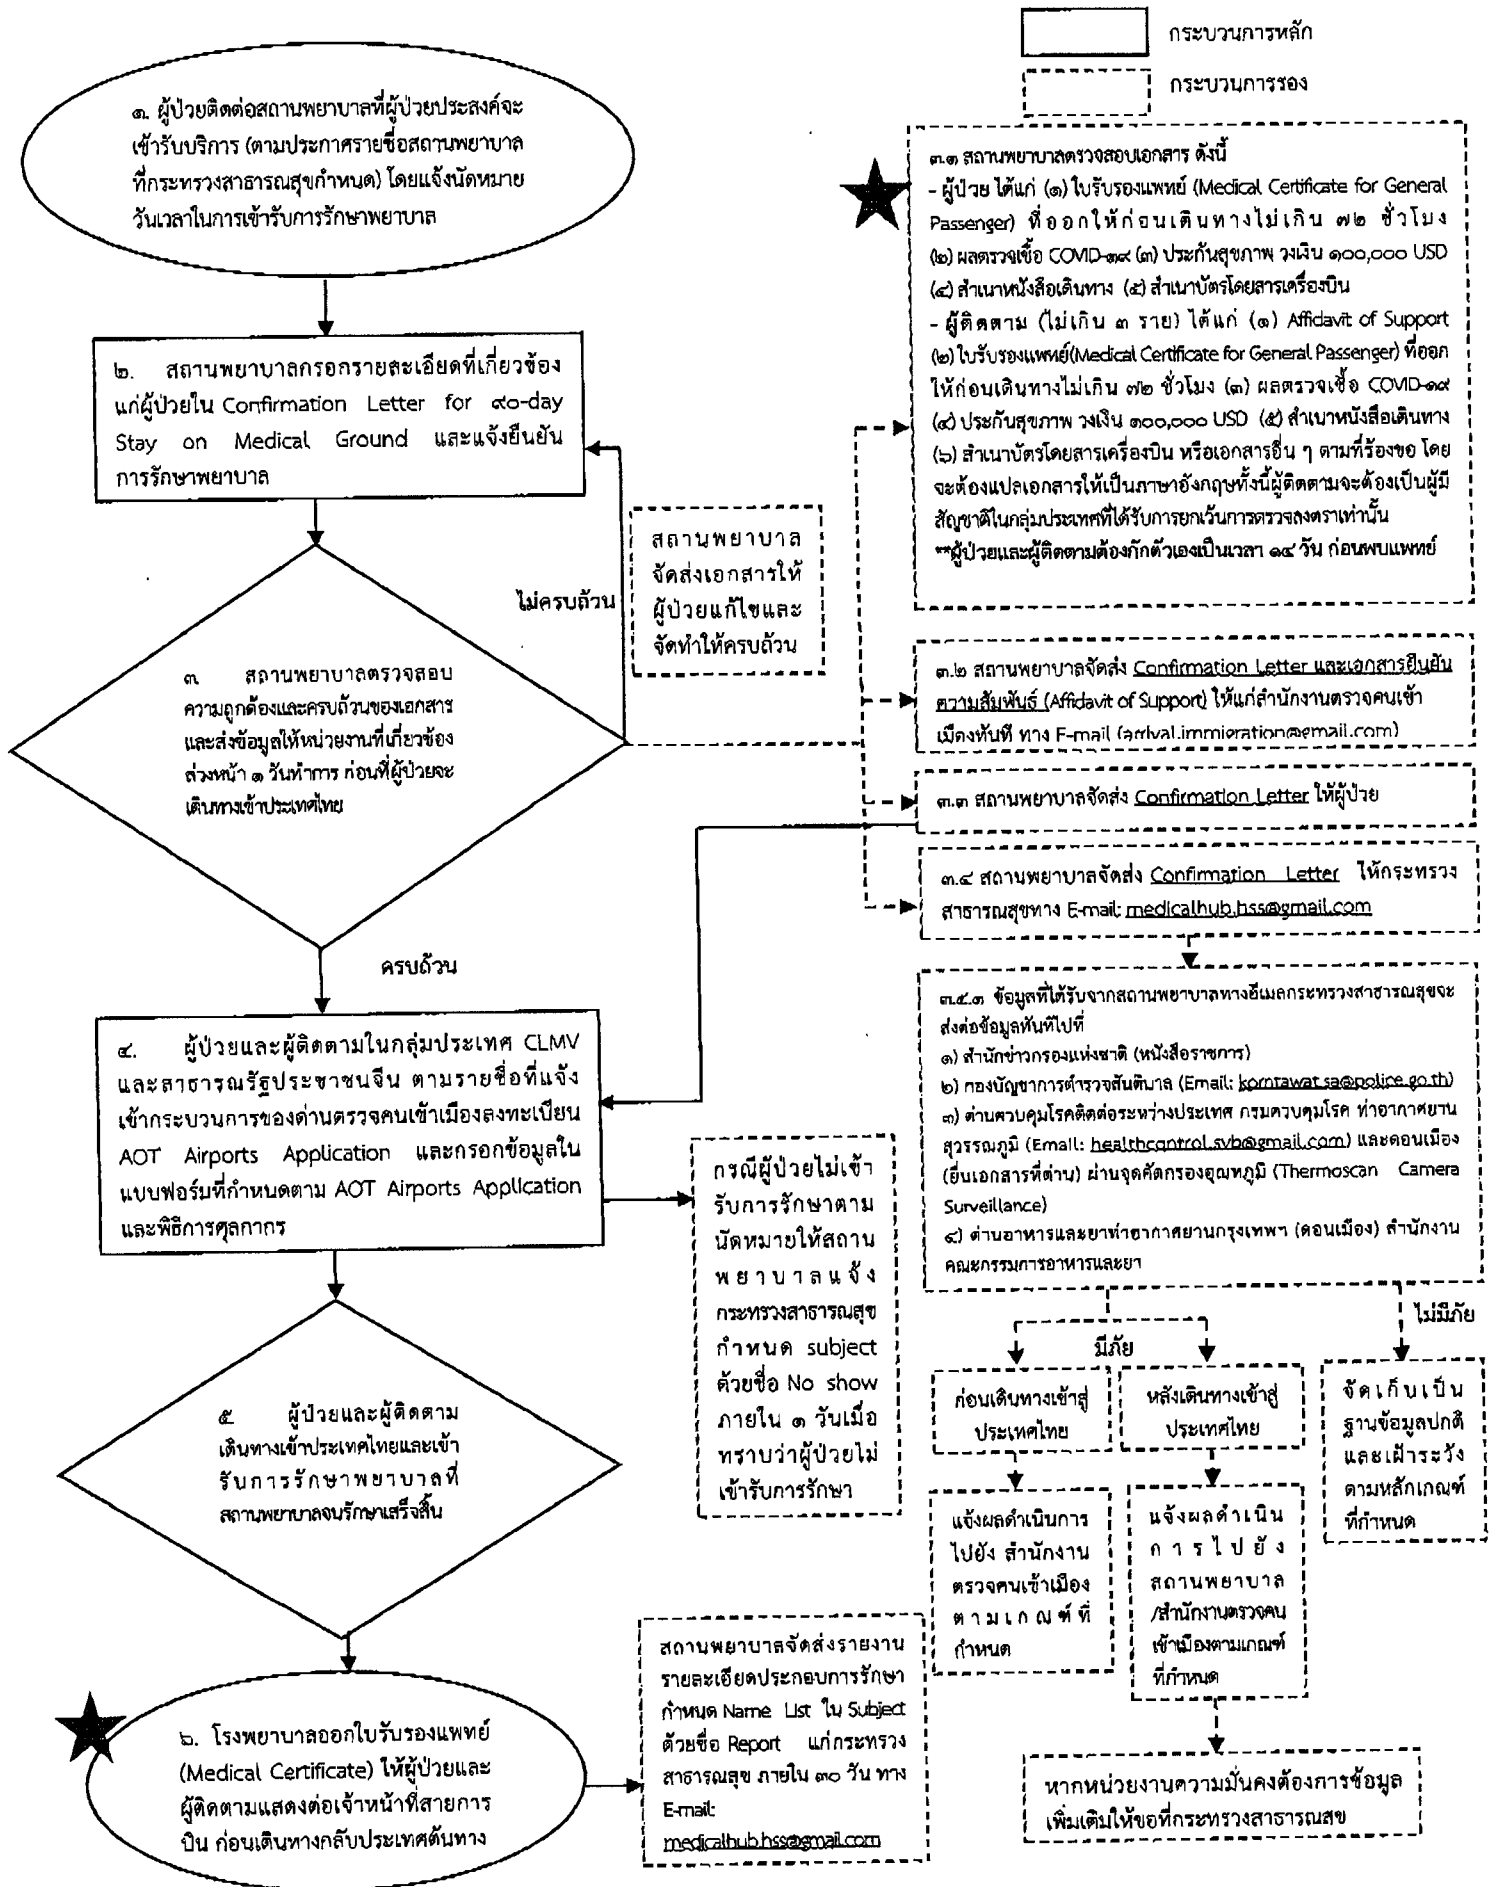 กระบวนการหลัก
กระบวนการรอง
๑. ผู้ป่วยติดต่อสถานพยาบาลที่ผู้ป่วยประสงค์จะ
เข้ารับบริการ (ตามประกาศรายชื่อสถานพยาบาล
ที่กระทรวงสาธารณสุขกำหนด) โดยแจ้งนัดหมาย
วันเวลาในการเข้ารับการรักษาพยาบาล
๒. สถานพยาบาลกรอกรายละเอียดที่เกี่ยวข้อง
แก่ผู้ป่วยใน Confirmation Letter for ๙๐-day
Stay on Medical Ground และแจ้งยืนยัน
การรักษาพยาบาล
สถานพยาบาล
จัดส่งเอกสารให้
ผู้ป่วยแก้ไขและ
จัดทำให้ครบถ้วน
ไม่ครบถ้วน
๓. สถานพยาบาลตรวจสอบ
ความถูกต้องและครบถ้วนของเอกสาร
และส่งข้อมูลให้หน่วยงานที่เกี่ยวข้อง
ล่วงหน้า ๑ วันทำการ ก่อนที่ผู้ป่วยจะ
เดินทางเข้าประเทศไทย
ครบถ้วน
๓.๑ สถานพยาบาลตรวจสอบเอกสาร ดังนี้
- ผู้ป่วย ได้แก่ (๑) ใบรับรองแพทย์ (Medical Certificate for General
Passenger) ที่ออกให้ก่อนเดินทางไม่เกิน ๗๒ ชั่วโมง
(๒) ผลตรวจเชื้อ COVID-๑๙ (๓) ประกันสุขภาพ วงเงิน ๑๐๐,๐๐๐ USD
(๔) สำเนาหนังสือเดินทาง (๕) สำเนาบัตรโดยสารเครื่องบิน
- ผู้ติดตาม (ไม่เกิน ๓ ราย) ได้แก่ (๑) Affidavit of Support
(๒) ใบรับรองแพทย์(Medical Certificate for General Passenger) ที่ออก
ให้ก่อนเดินทางไม่เกิน ๗๒ ชั่วโมง (๓) ผลตรวจเชื้อ COVID-๑๙
(๔) ประกันสุขภาพ วงเงิน ๑๐๐,๐๐๐ USD (๕) สำเนาหนังสือเดินทาง
(๖) สำเนาบัตรโดยสารเครื่องบิน หรือเอกสารอื่น ๆ ตามที่ร้องขอ โดย
จะต้องแปลเอกสารให้เป็นภาษาอังกฤษทั้งนี้ผู้ติดตามจะต้องเป็นผู้มี
สัญชาติในกลุ่มประเทศที่ได้รับการยกเว้นการตรวจลงตราเท่านั้น
**ผู้ป่วยและผู้ติดตามต้องกักตัวเองเป็นเวลา ๑๔ วัน ก่อนพบแพทย์
๓.๒ สถานพยาบาลจัดส่ง Confirmation Letter และเอกสารยืนยัน
ความสัมพันธ์ (Affidavit of Support) ให้แก่สำนักงานตรวจคนเข้า
เมืองทันที ทาง E-mail (arrival.immigration@gmail.com)
๓.๓ สถานพยาบาลจัดส่ง Confirmation Letter ให้ผู้ป่วย
๓.๔ สถานพยาบาลจัดส่ง Confirmation Letter ให้กระทรวง
สาธารณสุขทาง E-mail: medicalhub.hss@gmail.com
๓.๕.๑ ข้อมูลที่ได้รับจากสถานพยาบาลทางอีเมลกระทรวงสาธารณสุขจะ
ส่งต่อข้อมูลทันทีไปที่
๑) สำนักข่าวกรองแห่งชาติ (หนังสือราชการ)
๒) กองบัญชาการตำรวจสันติบาล (Email: korntawat.sa@police.go.th)
๓) ด่านควบคุมโรคติดต่อระหว่างประเทศ กรมควบคุมโรค ท่าอากาศยาน
สุวรรณภูมิ (Email: healthcontrol.svb@gmail.com) และดอนเมือง
(ยื่นเอกสารที่ด่าน) ผ่านจุดคัดกรองอุณหภูมิ (Thermoscan Camera
Surveillance)
๔) ด่านอาหารและยาท่าอากาศยานกรุงเทพฯ (ดอนเมือง) สำนักงาน
คณะกรรมการอาหารและยา
มีภัย
ไม่มีภัย
ก่อนเดินทางเข้าสู่
ประเทศไทย
หลังเดินทางเข้าสู่
ประเทศไทย
จัดเก็บเป็น
ฐานข้อมูลปกติ
และเฝ้าระวัง
ตามหลักเกณฑ์
ที่กำหนด
แจ้งผลดำเนินการ
ไปยัง สำนักงาน
ตรวจคนเข้าเมือง
ตามเกณฑ์ที่
กำหนด
แจ้งผลดำเนิน
การไปยัง
สถานพยาบาล
/สำนักงานตรวจคน
เข้าเมืองตามเกณฑ์
ที่กำหนด
หากหน่วยงานความมั่นคงต้องการข้อมูล
เพิ่มเติมให้ขอที่กระทรวงสาธารณสุข
๔. ผู้ป่วยและผู้ติดตามในกลุ่มประเทศ CLMV
และสาธารณรัฐประชาชนจีน ตามรายชื่อที่แจ้ง
เข้ากระบวนการของด่านตรวจคนเข้าเมืองลงทะเบียน
AOT Airports Application และกรอกข้อมูลใน
แบบฟอร์มที่กำหนดตาม AOT Airports Application
และพิธีการศุลกากร
กรณีผู้ป่วยไม่เข้า
รับการรักษาตาม
นัดหมายให้สถาน
พยาบาลแจ้ง
กระทรวงสาธารณสุข
กำหนด subject
ด้วยชื่อ No show
ภายใน ๑ วันเมื่อ
ทราบว่าผู้ป่วยไม่
เข้ารับการรักษา
๕ ผู้ป่วยและผู้ติดตาม
เดินทางเข้าประเทศไทยและเข้า
รับการรักษาพยาบาลที่
สถานพยาบาลจนรักษาเสร็จสิ้น
๖. โรงพยาบาลออกใบรับรองแพทย์
(Medical Certificate) ให้ผู้ป่วยและ
ผู้ติดตามแสดงต่อเจ้าหน้าที่สายการ
บิน ก่อนเดินทางกลับประเทศต้นทาง
สถานพยาบาลจัดส่งรายงาน
รายละเอียดประกอบการรักษา
กำหนด Name List ใน Subject
ด้วยชื่อ Report แก่กระทรวง
สาธารณสุข ภายใน ๓๐ วัน ทาง
E-mail:
medicalhub.hss@gmail.com